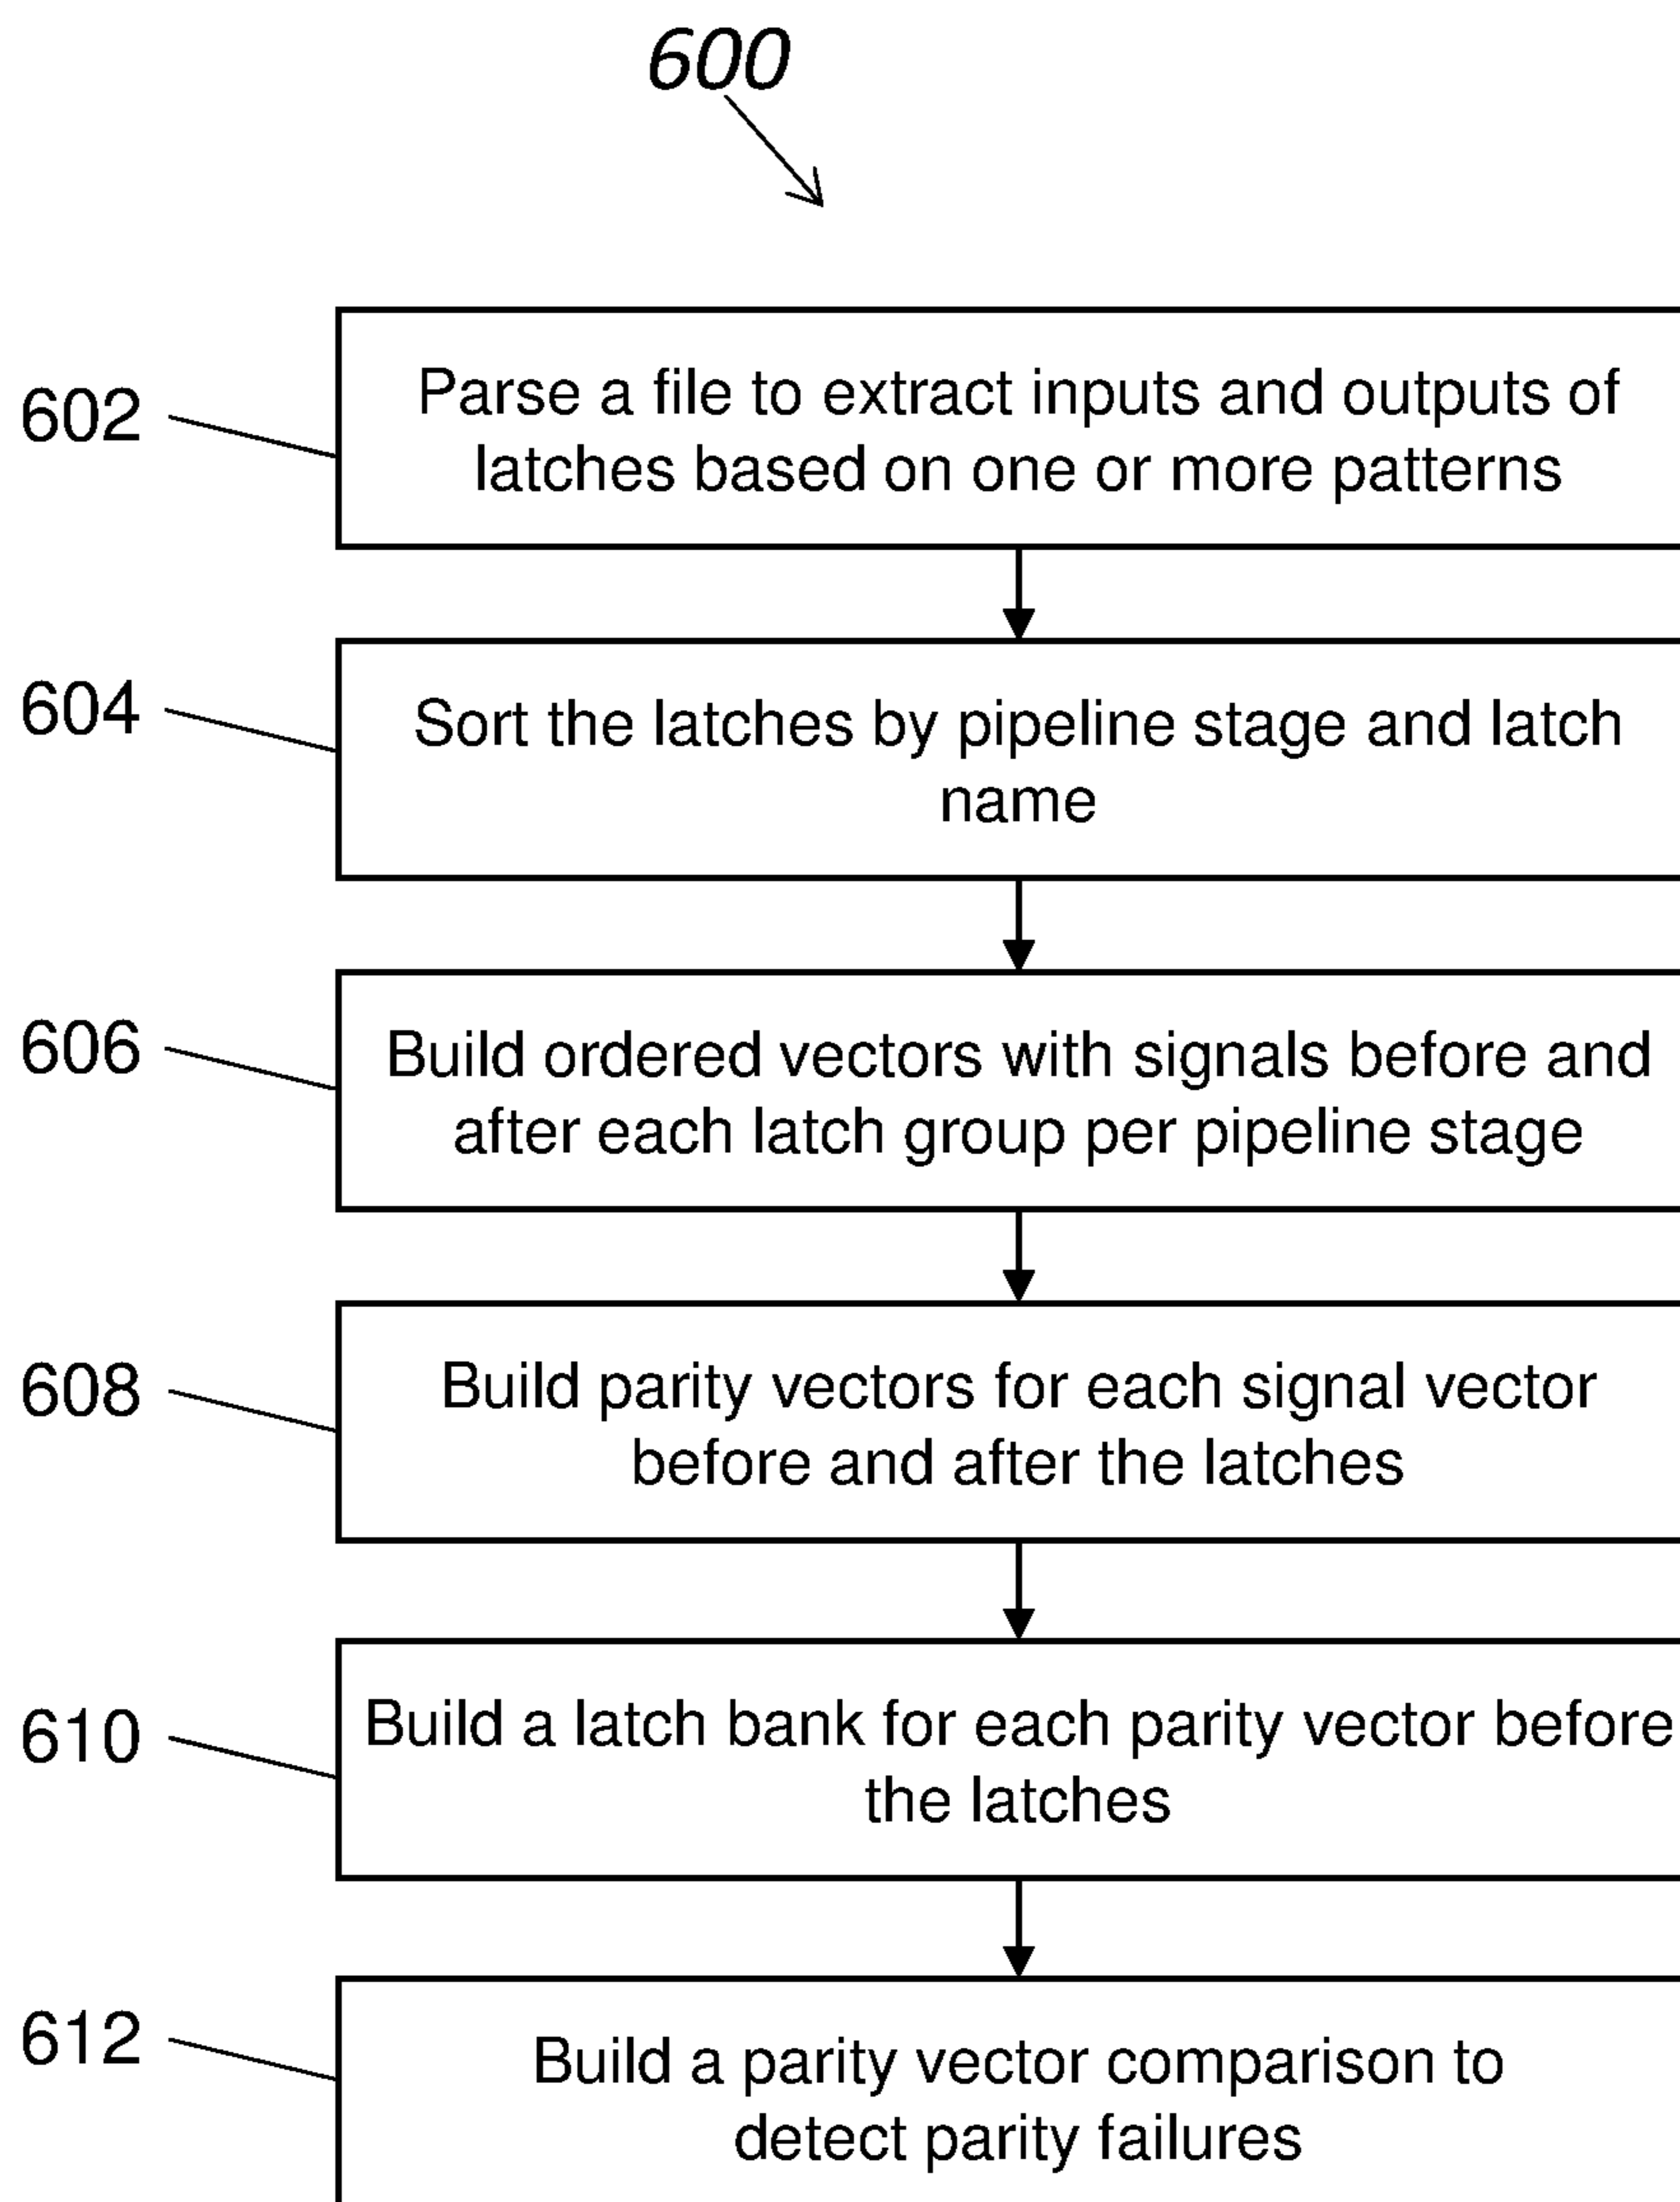 600
602
Parse a file to extract inputs and outputs of
latches based on one or more patterns
604
Sort the latches by pipeline stage and latch
name
606
Build ordered vectors with signals before and
after each latch group per pipeline stage
608
Build parity vectors for each signal vector
before and after the latches
610
Build a latch bank for each parity vector before
the latches
612
Build a parity vector comparison to
detect parity failures